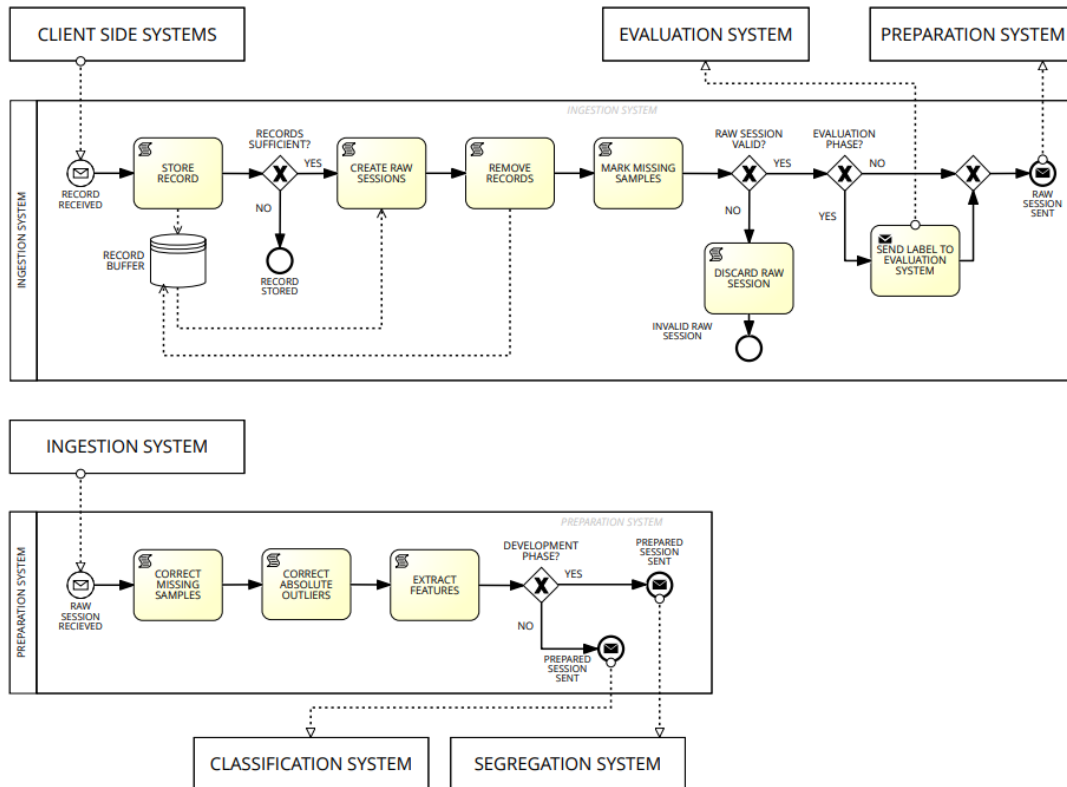 CLIENT SIDE SYSTEMS
EVALUATION SYSTEM
PREPARATION SYSTEM
INGESTION SYSTEM
INGESTION SYSTEM
RECORD
RECEIVED
STORE
RECORD
RECORDS
SUFFICIENT?
YES
NO
RECORD
STORED
RECORD
BUFFER
CREATE RAW
SESSIONS
REMOVE
RECORDS
MARK MISSING
SAMPLES
RAW SESSION
VALID?
YES
NO
DISCARD RAW
SESSION
INVALID RAW
SESSION
EVALUATION
PHASE?
NO
YES
SEND LABEL TO
EVALUATION
SYSTEM
RAW
SESSION
SENT
INGESTION SYSTEM
PREPARATION SYSTEM
PREPARATION SYSTEM
RAW
SESSION
RECIEVED
CORRECT
MISSING
SAMPLES
CORRECT
ABSOLUTE
OUTLIERS
EXTRACT
FEATURES
DEVELOPMENT
PHASE?
YES
NO
PREPARED
SESSION
SENT
PREPARED
SESSION
SENT
CLASSIFICATION SYSTEM
SEGREGATION SYSTEM